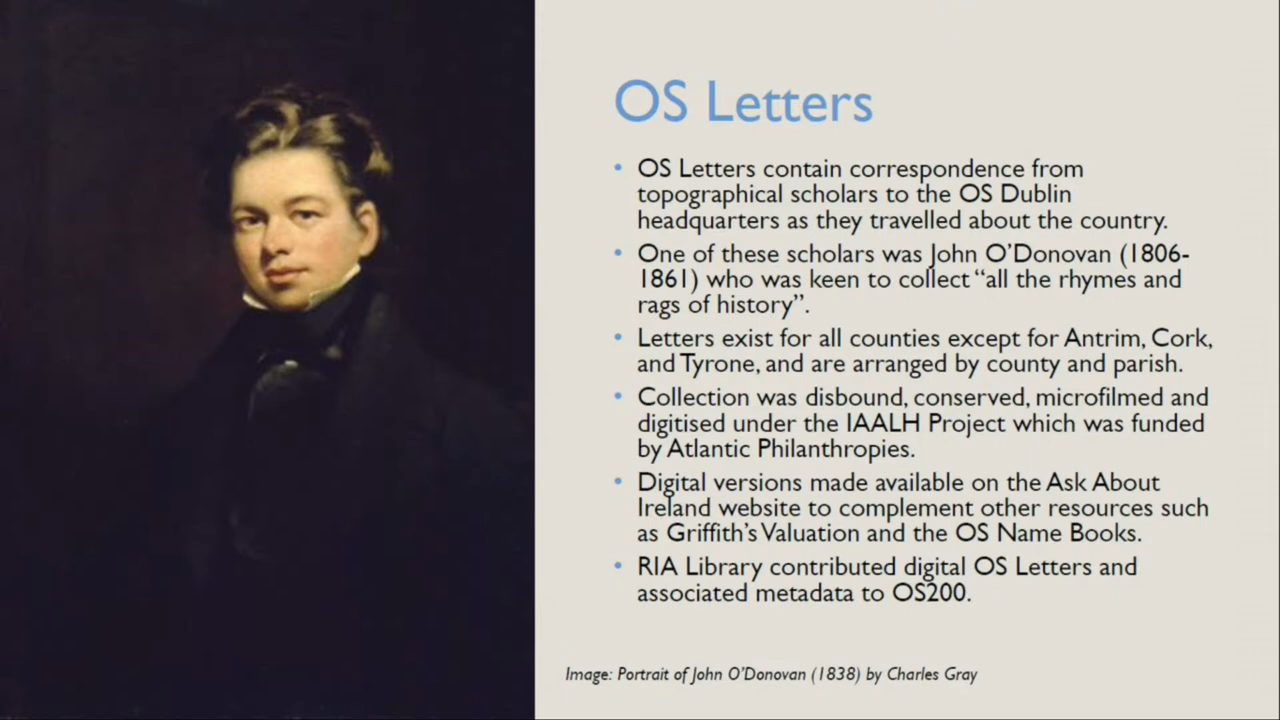 OS Letters
• OS Letters contain correspondence from
topographical scholars to the OS Dublin
headquarters as they travelled about the country.
• One of these scholars was John O’Donovan (1806-
1861) who was keen to collect “all the rhymes and
rags of history”.
• Letters exist for all counties except for Antrim, Cork,
and Tyrone, and are arranged by county and parish.
• Collection was disbound, conserved, microfilmed and
digitised under the IAALH Project which was funded
by Atlantic Philanthropies.
• Digital versions made available on the Ask About
Ireland website to complement other resources such
as Griffith’s Valuation and the OS Name Books.
• RIA Library contributed digital OS Letters and
associated metadata to OS200.
Image: Portrait of John O’Donovan (1838) by Charles Gray